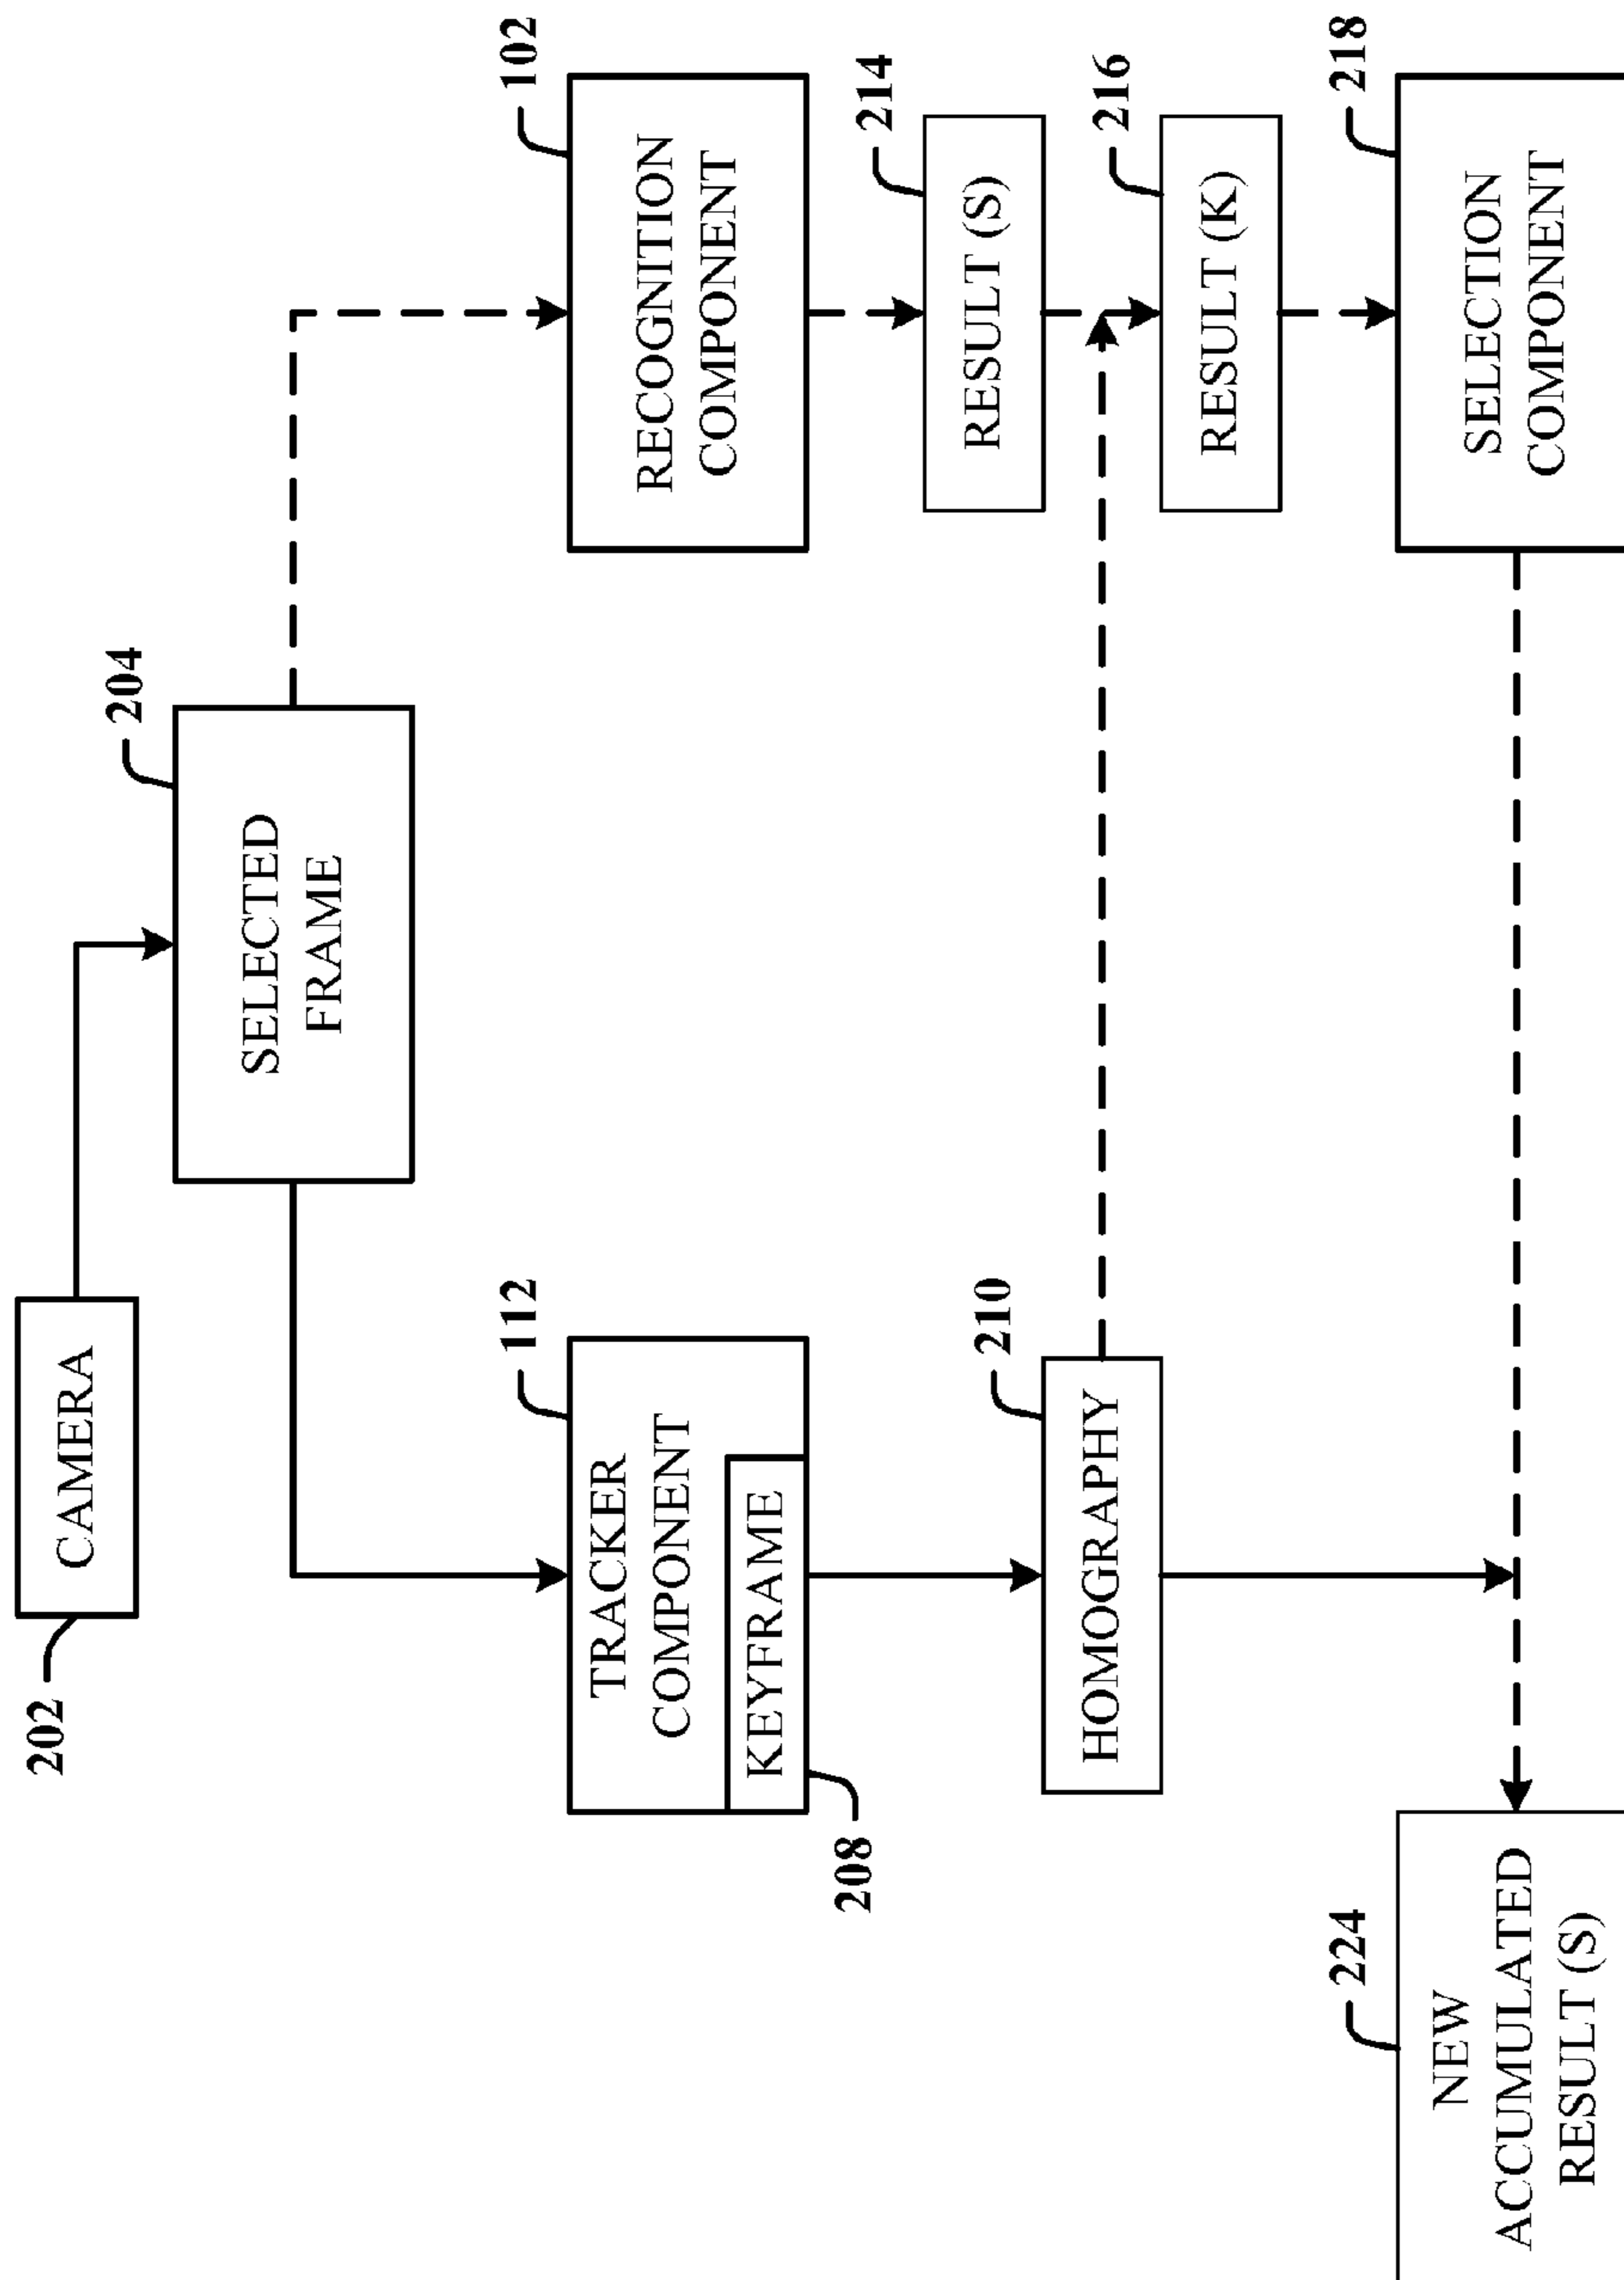 202
CAMERA
204
SELECTED
FRAME
112
TRACKER
COMPONENT
KEYFRAME
208
102
RECOGNITION
COMPONENT
210
HOMOGRAPHY
214
RESULT (S)
216
RESULT (K)
218
SELECTION
COMPONENT
224
NEW
ACCUMULATED
RESULT (S)